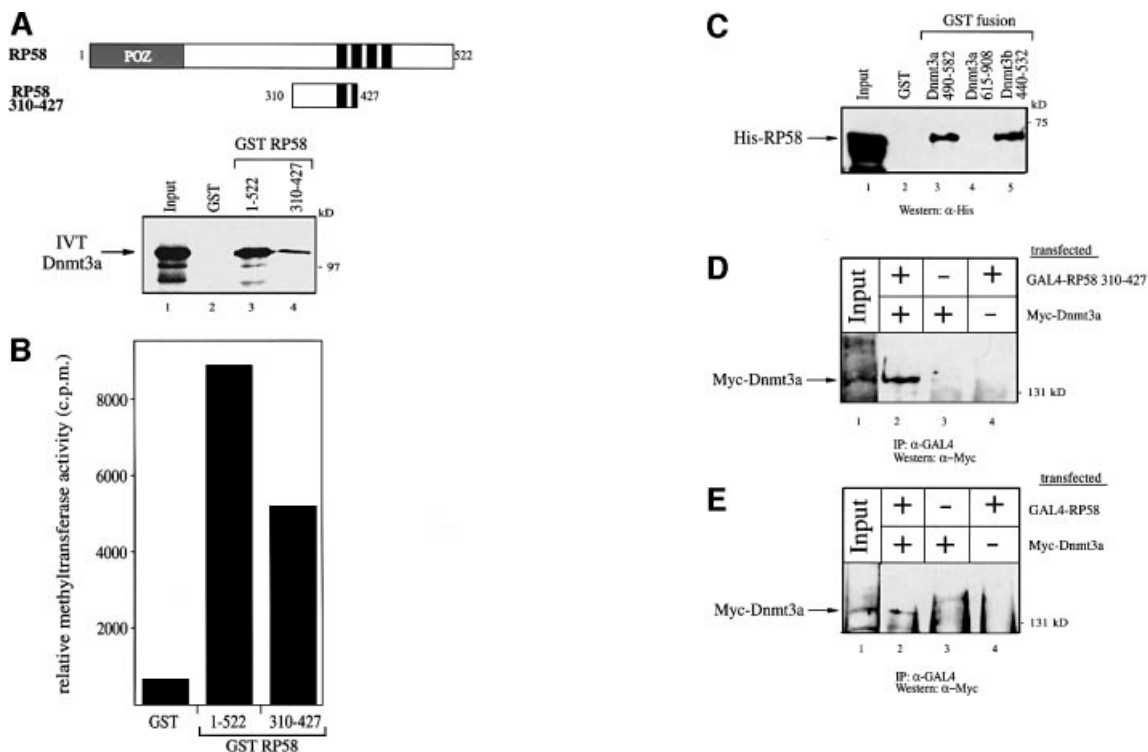 A
RP58
1
POZ
522
RP58
310-427
310
427
GST RP58
Input
GST
1-522
310-427
kD
IVT
Dnmt3a
- 97
1 2 3 4
B
relative methyltransferase activity (c.p.m.)
8000
6000
4000
2000
GST 1-522 310-427
GST RP58
C
GST fusion
Input
GST
Dnmt3a
490-582
Dnmt3a
615-908
Dnmt3b
440-532
kD
- 75
His-RP58
1 2 3 4 5
Western: α-His
D
transfected
Input
+ − + GAL4-RP58 310-427
+ + − Myc-Dnmt3a
Myc-Dnmt3a
- 131 kD
1 2 3 4
IP: α-GAL4
Western: α-Myc
E
transfected
Input
+ − + GAL4-RP58
+ + − Myc-Dnmt3a
Myc-Dnmt3a
- 131 kD
1 2 3 4
IP: α-GAL4
Western: α-Myc